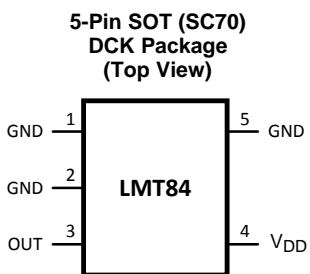 5-Pin SOT (SC70)
DCK Package
(Top View)
GND 1 5 GND
GND 2 LMT84
OUT 3 4 VDD